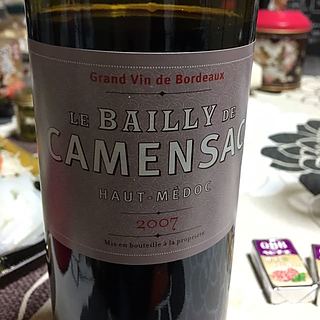 Grand Vin de Bordeaux
LE BAILLY DE
CAMENSAC
HAUT-MÉDOC
2007
Mis en bouteille à la propriété